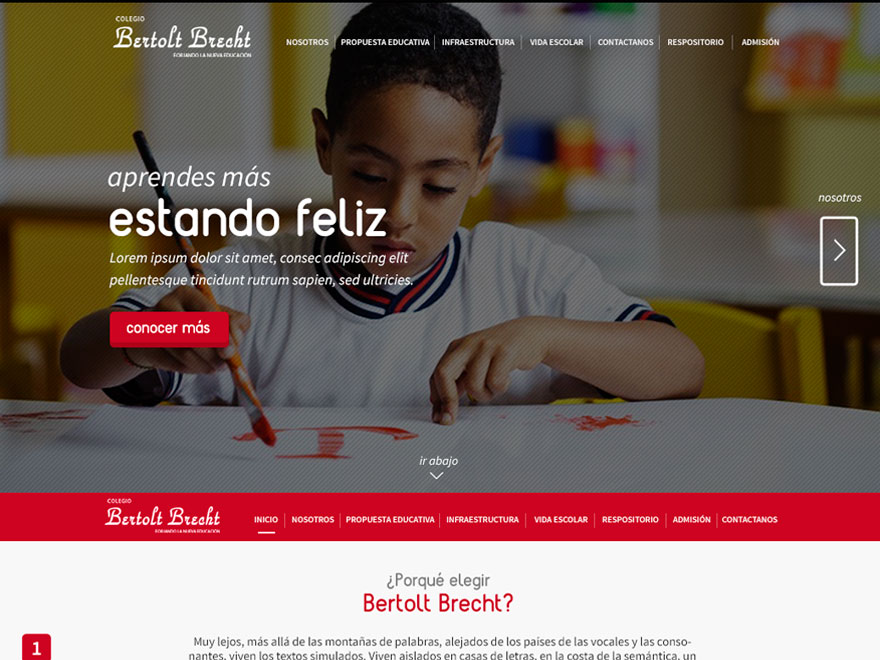 COLEGIO
Bertolt Brecht
FORJANDO LA NUEVA EDUCACIÓN
NOSOTROS PROPUESTA EDUCATIVA INFRAESTRUCTURA VIDA ESCOLAR CONTACTANOS RESPOSITORIO ADMISIÓN
aprendes más
estando feliz
Lorem ipsum dolor sit amet, consec adipiscing elit
pellentesque tincidunt rutrum sapien, sed ultricies.
conocer más
nosotros
ir abajo
COLEGIO
Bertolt Brecht
FORJANDO LA NUEVA EDUCACIÓN
INICIO NOSOTROS PROPUESTA EDUCATIVA INFRAESTRUCTURA VIDA ESCOLAR RESPOSITORIO ADMISIÓN CONTACTANOS
¿Porqué elegir
Bertolt Brecht?
1
Muy lejos, más allá de las montañas de palabras, alejados de los países de las vocales y las conso-
nantes, viven los textos simulados. Viven aislados en casas de letras, en la costa de la semántica, un